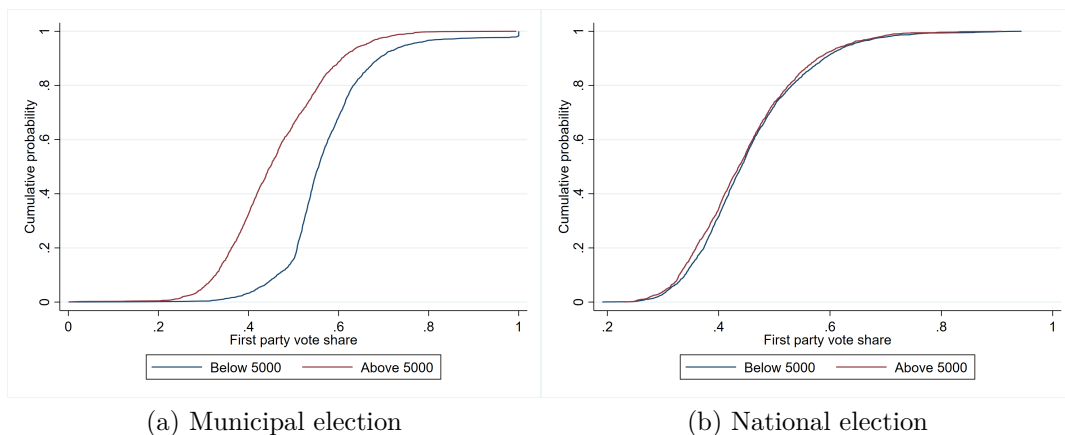 1
.8
.6
.4
.2
0
Cumulative probability
0 .2 .4 .6 .8 1
First party vote share
Below 5000 Above 5000
(a) Municipal election
1
.8
.6
.4
.2
0
Cumulative probability
.2 .4 .6 .8 1
First party vote share
Below 5000 Above 5000
(b) National election